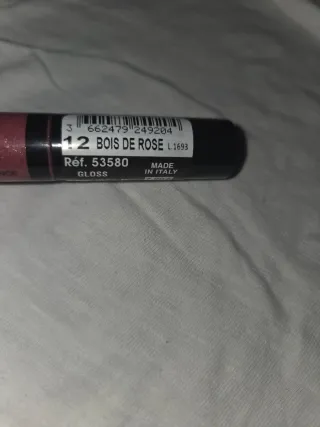 3 662479 249204
12 BOIS DE ROSE L 1693
Réf. 53580
GLOSS
MADE
IN ITALY